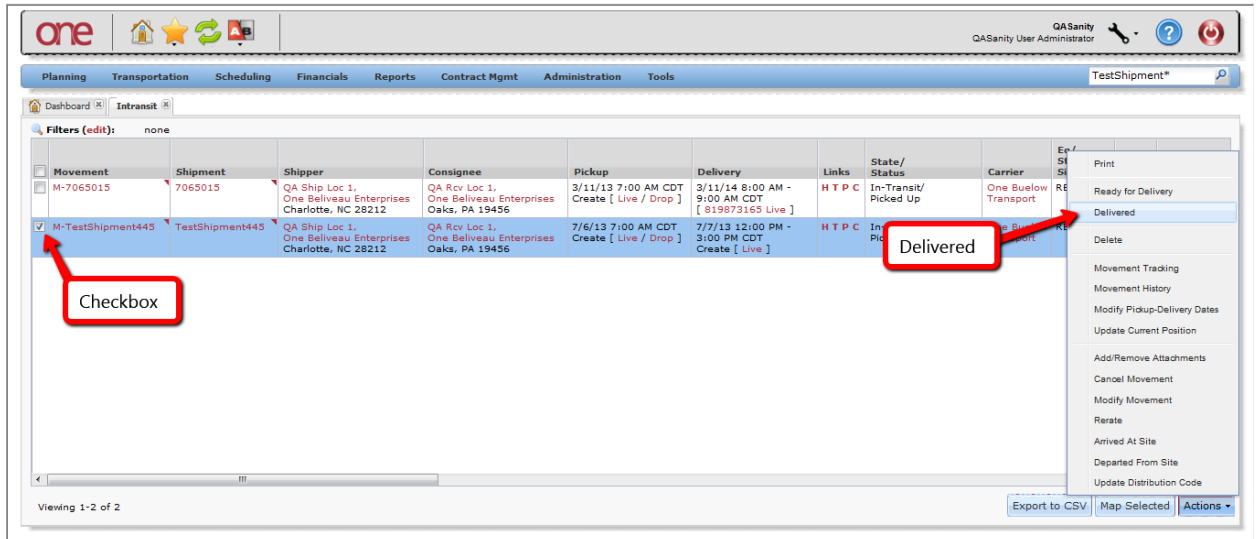 one
AB
QASanity
QASanity User Administrator
?
Planning Transportation Scheduling Financials Reports Contract Mgmt Administration Tools
TestShipment*
Dashboard Intransit
Filters (edit): none
Movement Shipment Shipper Consignee Pickup Delivery Links State/ Status Carrier
M-7065015 7065015 QA Ship Loc 1, QA Rcv Loc 1, 3/11/13 7:00 AM CDT 3/11/14 8:00 AM - H T P C In-Transit/ One Buelow RE
One Beliveau Enterprises One Beliveau Enterprises Create [ Live / Drop ] 9:00 AM CDT Picked Up Transport
Charlotte, NC 28212 Oaks, PA 19456 [ 819873165 Live ]
M-TestShipment445 TestShipment445 QA Ship Loc 1, QA Rcv Loc 1, 7/6/13 7:00 AM CDT 7/7/13 12:00 PM - H T P C
One Beliveau Enterprises One Beliveau Enterprises Create [ Live / Drop ] 3:00 PM CDT
Charlotte, NC 28212 Oaks, PA 19456 Create [ Live ]
Checkbox
Delivered
Print
Ready for Delivery
Delivered
Delete
Movement Tracking
Movement History
Modify Pickup-Delivery Dates
Update Current Position
Add/Remove Attachments
Cancel Movement
Modify Movement
Rerate
Arrived At Site
Departed From Site
Update Distribution Code
Viewing 1-2 of 2
Export to CSV Map Selected Actions